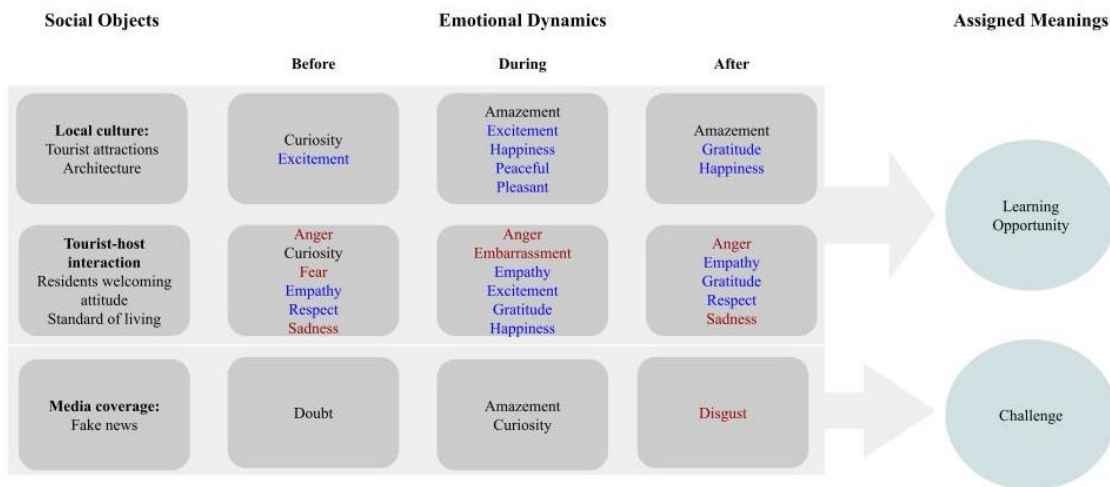 Social Objects
Emotional Dynamics
Assigned Meanings
Before
During
After
Local culture:
Tourist attractions
Architecture
Curiosity
Excitement
Amazement
Excitement
Happiness
Peaceful
Pleasant
Amazement
Gratitude
Happiness
Learning
Opportunity
Tourist-host
interaction
Residents welcoming
attitude
Standard of living
Anger
Curiosity
Fear
Empathy
Respect
Sadness
Anger
Embarrassment
Empathy
Excitement
Gratitude
Happiness
Anger
Empathy
Gratitude
Respect
Sadness
Media coverage:
Fake news
Doubt
Amazement
Curiosity
Disgust
Challenge